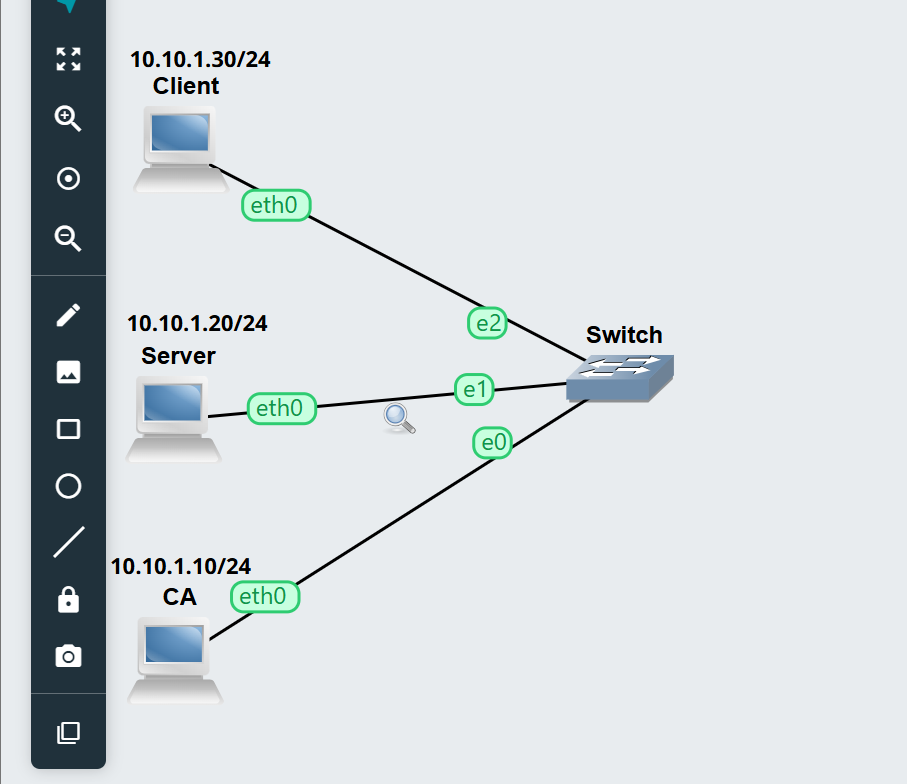 10.10.1.30/24
Client
eth0
e2
10.10.1.20/24
Server
Switch
eth0
e1
e0
10.10.1.10/24
CA
eth0